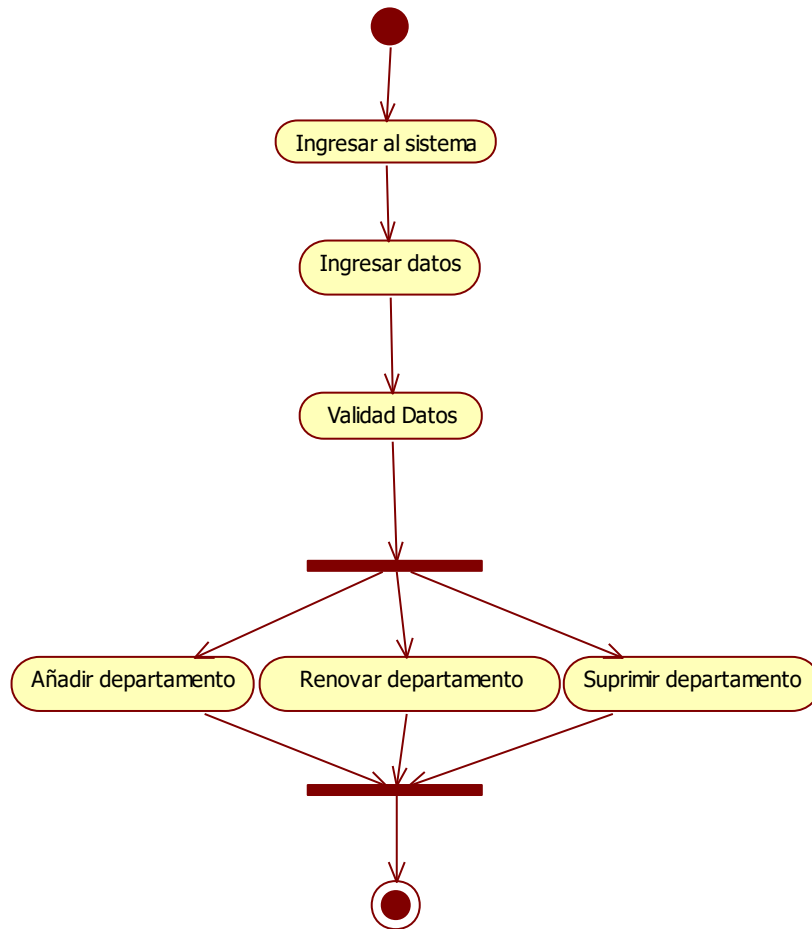 Ingresar al sistema
Ingresar datos
Validad Datos
Añadir departamento
Renovar departamento
Suprimir departamento